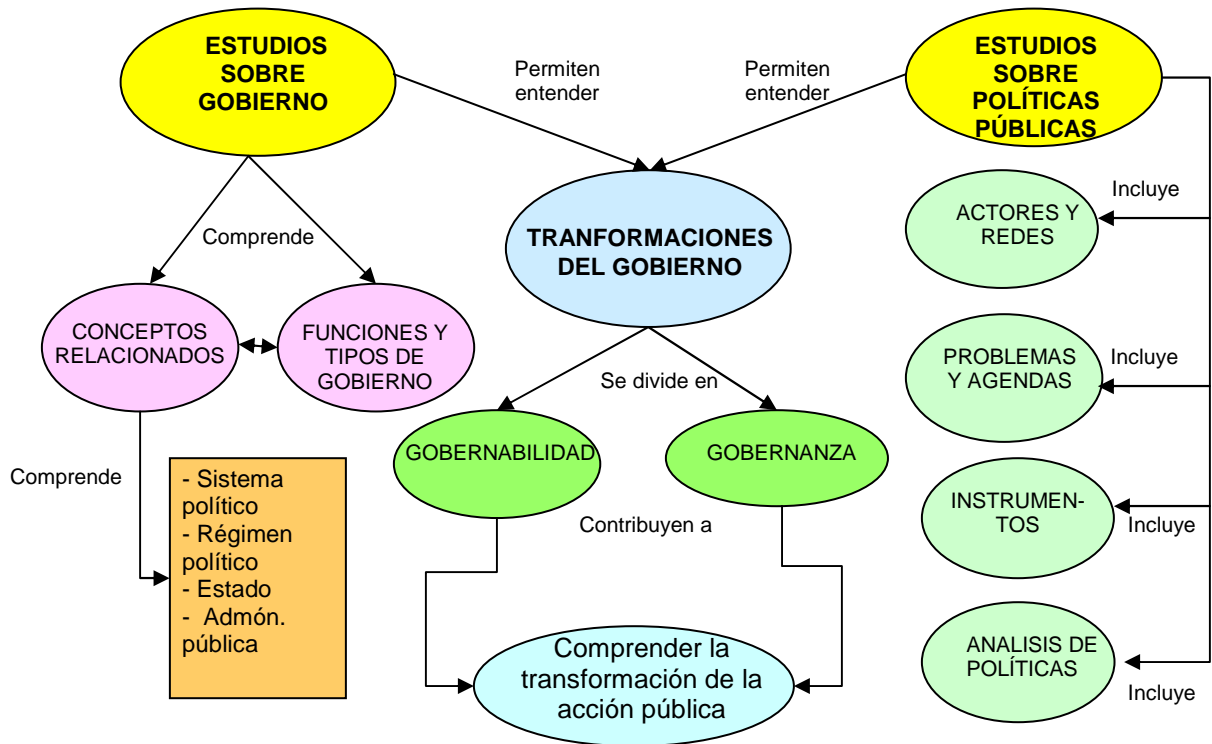 ESTUDIOS
SOBRE
GOBIERNO
Permiten
entender
Permiten
entender
ESTUDIOS
SOBRE
POLÍTICAS
PÚBLICAS
Comprende
TRANFORMACIONES
DEL GOBIERNO
Incluye
ACTORES Y
REDES
CONCEPTOS
RELACIONADOS
FUNCIONES Y
TIPOS DE
GOBIERNO
Se divide en
Incluye
PROBLEMAS
Y AGENDAS
GOBERNABILIDAD
GOBERNANZA
Comprende
- Sistema
político
- Régimen
político
- Estado
- Admón.
pública
Contribuyen a
INSTRUMEN-
TOS
Incluye
Comprender la
transformación de la
acción pública
ANALISIS DE
POLÍTICAS
Incluye